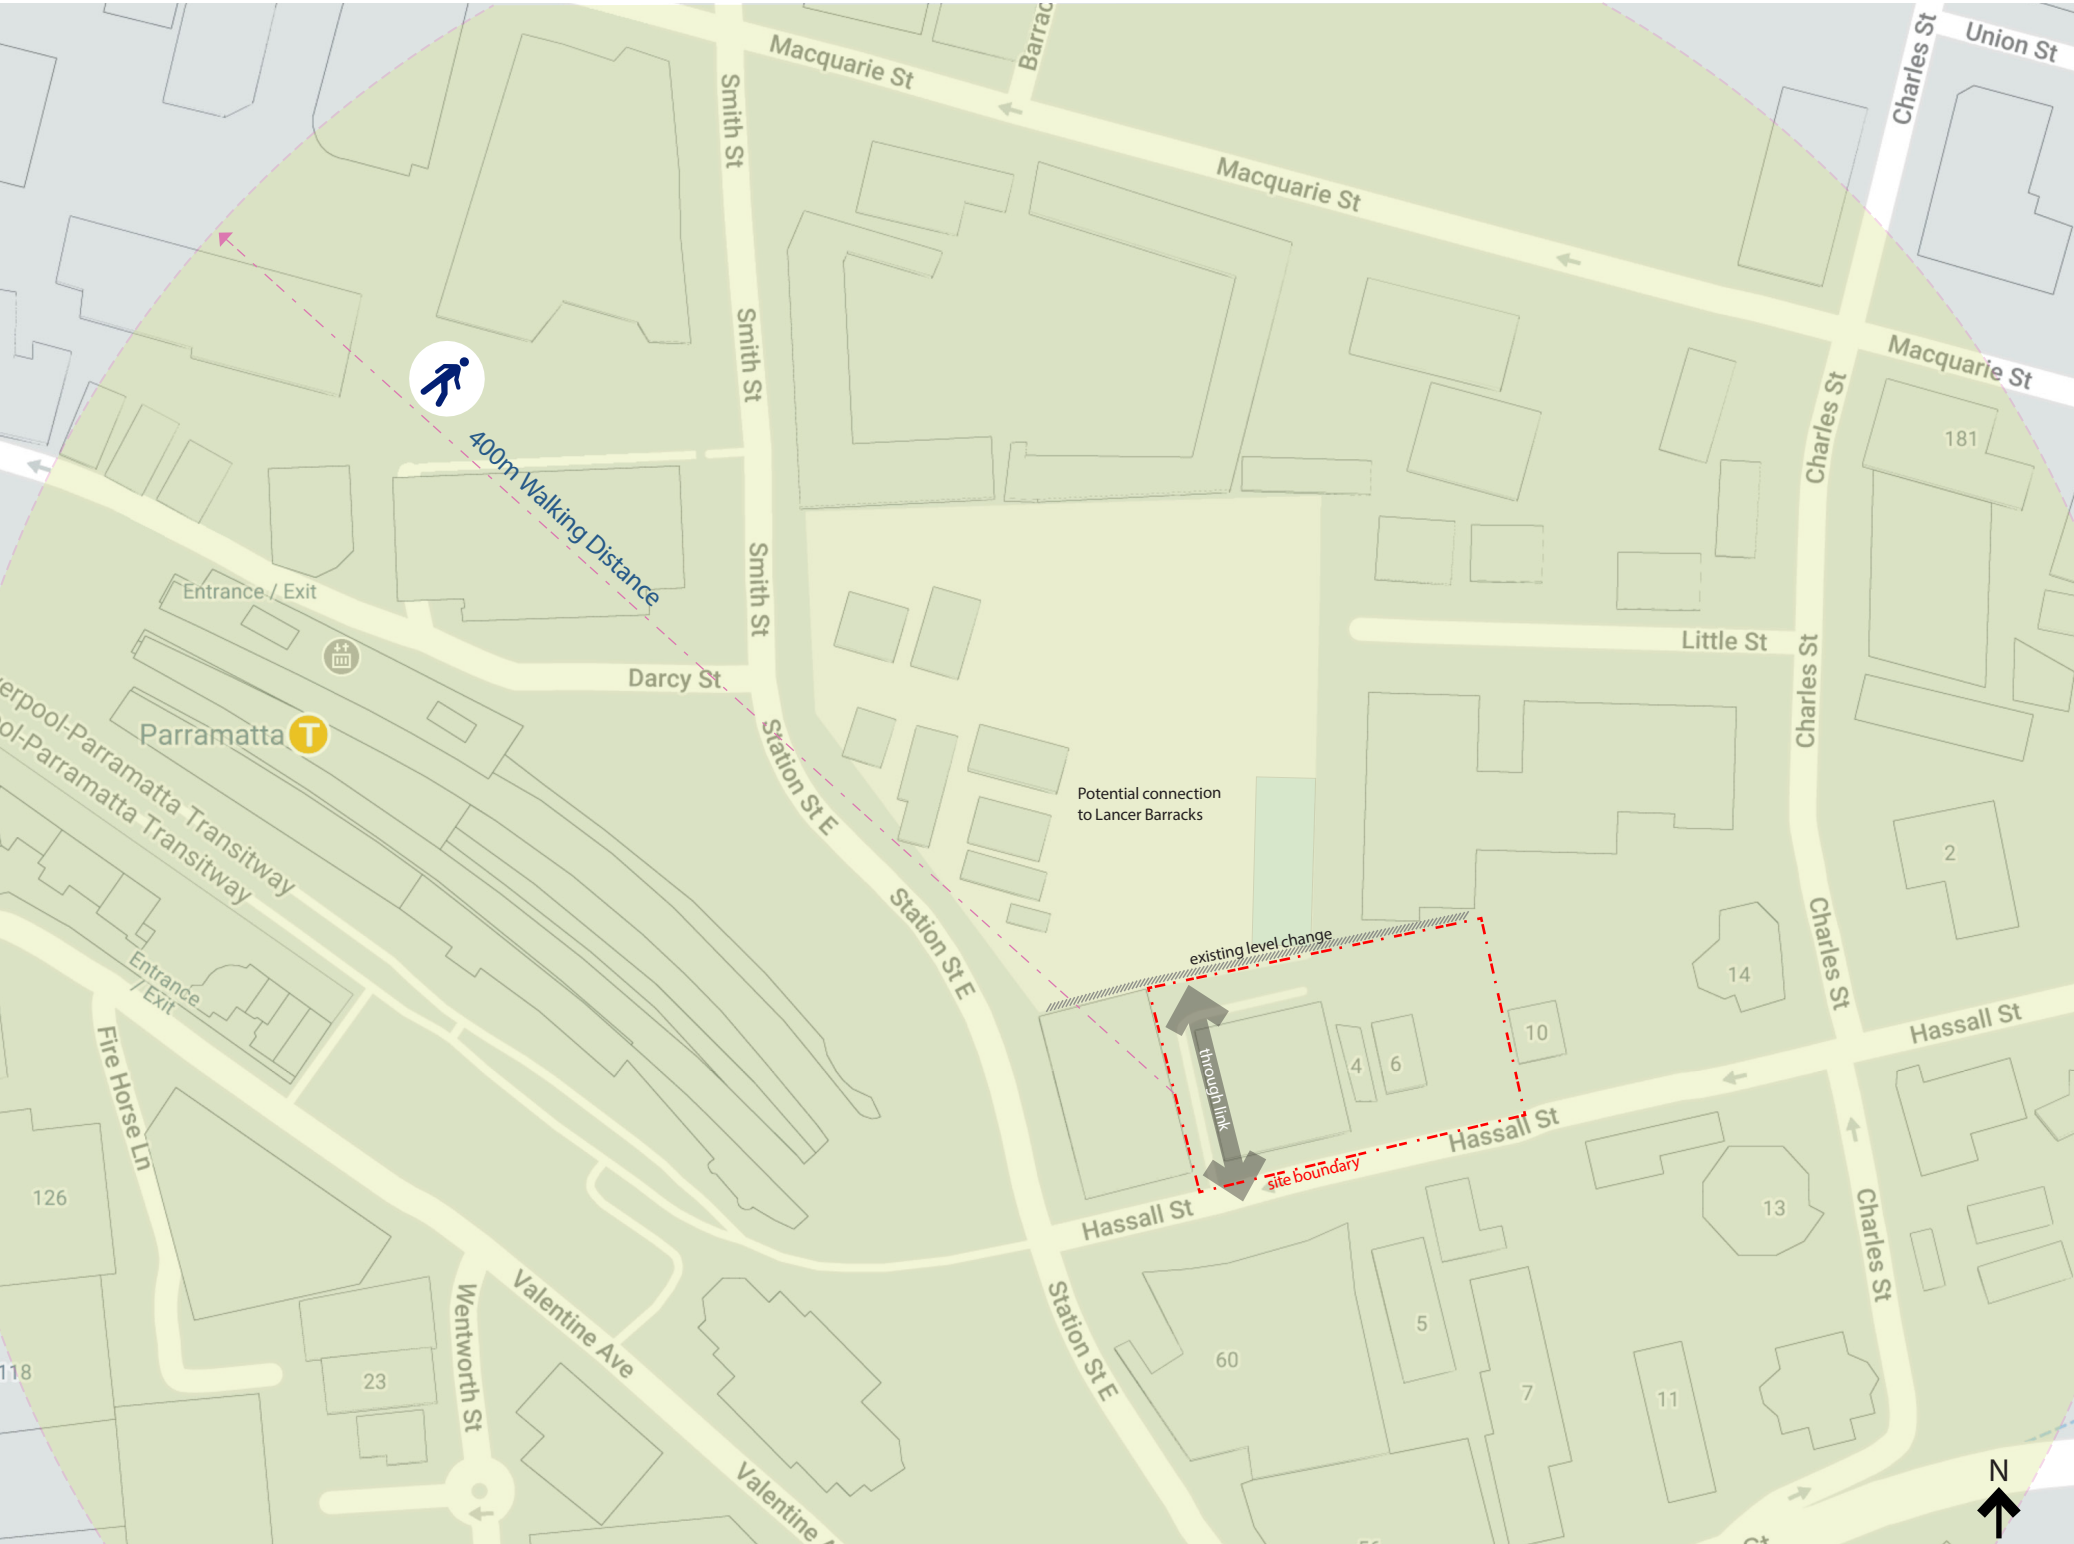 Barrac
Charles St
Union St
Macquarie St
Smith St
Macquarie St
Smith St
Macquarie St
Charles St
181
400m Walking Distance
Smith St
Entrance / Exit
Little St
Charles St
Darcy St
Parramatta T
erpool-Parramatta Transitway
ol-Parramatta Transitway
Station St E
Potential connection
to Lancer Barracks
2
Station St E
existing level change
Charles St
14
Entrance
/ Exit
10
Hassall St
Fire Horse Ln
through link
4
6
Hassall St
site boundary
126
Hassall St
13
Charles St
Wentworth St
Valentine Ave
Station St E
5
60
118
23
7
11
Valentine A
N